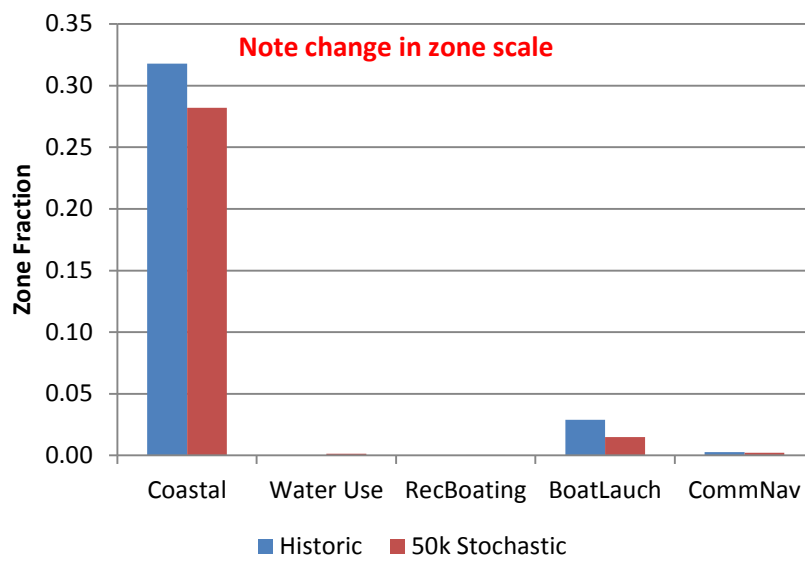 0.35
Note change in zone scale
0.30
0.25
0.20
0.15
0.10
0.05
0.00
Zone Fraction
Coastal
Water Use
RecBoating
BoatLauch
CommNav
Historic
50k Stochastic